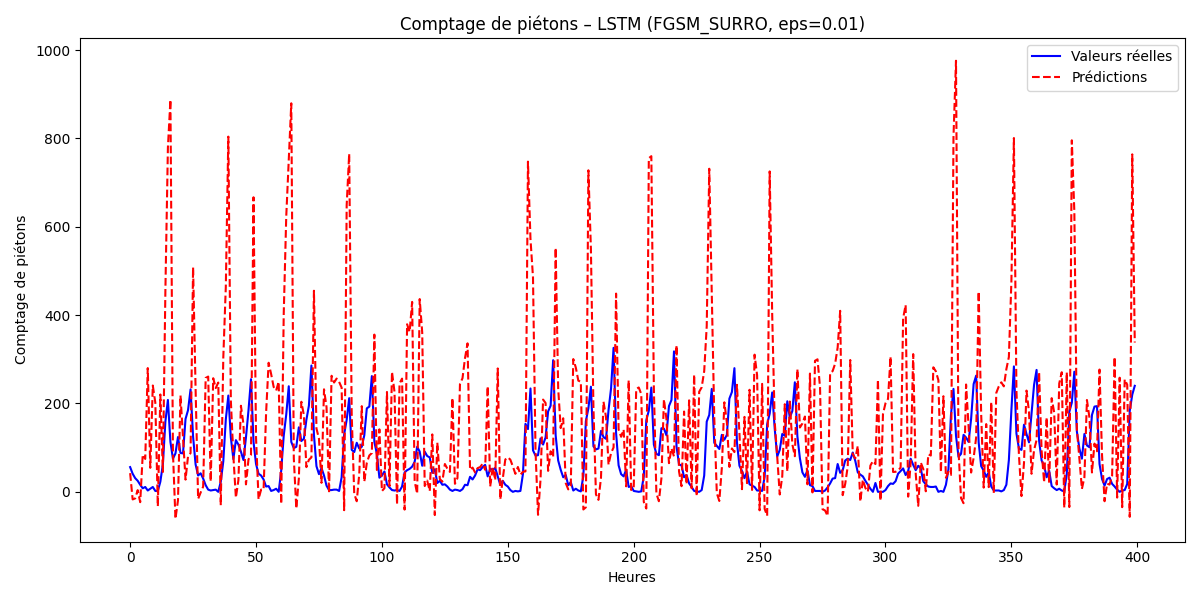 Comptage de piétons – LSTM (FGSM_SURRO, eps=0.01)
Valeurs réelles
Prédictions
Comptage de piétons
1000
800
600
400
200
0
0 50 100 150 200 250 300 350 400
Heures